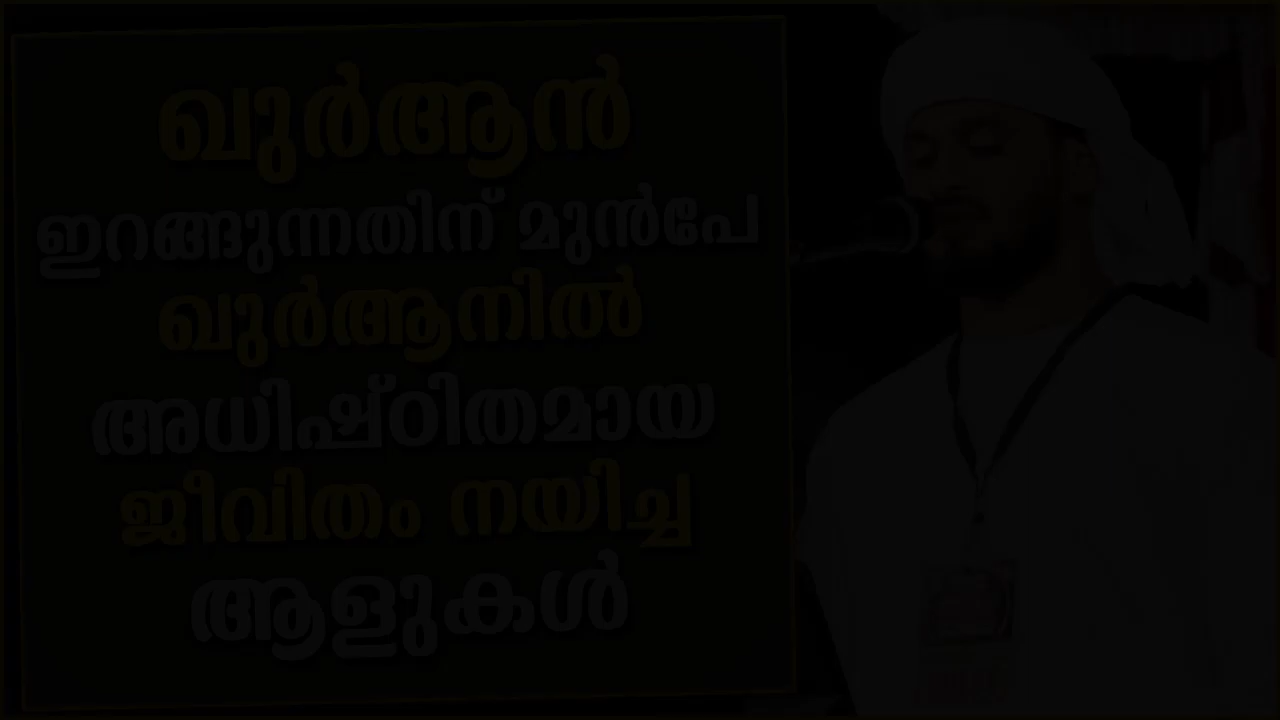 ഖുർആൻ
ഇറങ്ങുന്നതിന് മുൻപേ
ഖുർആനിൽ
അധിഷ്ഠിതമായ
ജീവിതം നയിച്ച
ആളുകൾ